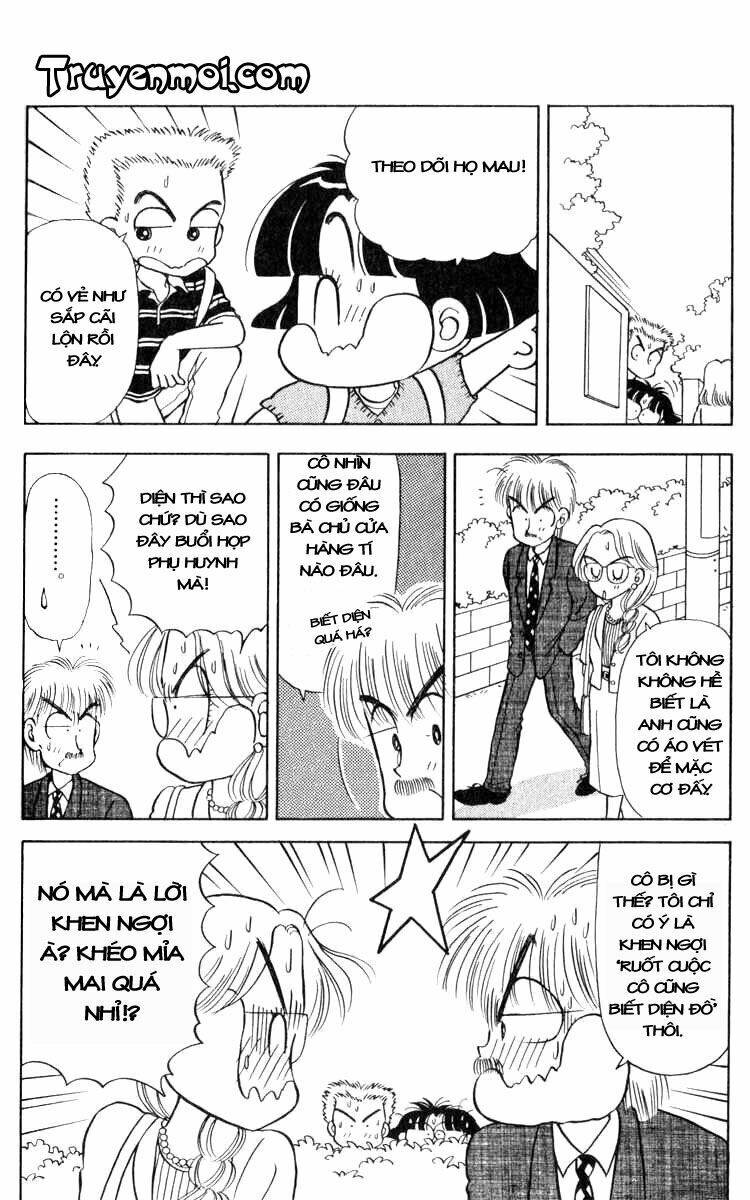 Truyenmoi.com
THEO DÕI HỌ MAU!
CÓ VẺ NHƯ
SẮP CÃI
LỘN RỒI
ĐÂY.
TÔI KHÔNG
KHÔNG HỀ
BIẾT LÀ
ANH CŨNG
CÓ ÁO VÉT
ĐỂ MẶC
CƠ ĐẤY.
CÔ NHÌN
CŨNG ĐÂU
CÓ GIỐNG
BÀ CHỦ CỬA
HÀNG TÍ
NÀO ĐÂU.
BIẾT DIỆN
QUÁ HÁ?
DIỆN THÌ SAO
CHỨ? DÙ SAO
ĐÂY BUỔI HỌP
PHỤ HUYNH
MÀ!
.........
CÔ BỊ GÌ
THẾ? TÔI CHỈ
CÓ Ý LÀ
KHEN NGỢI
"RUỐT CUỘC
CÔ CŨNG
BIẾT DIỆN ĐỒ"
THÔI.
NÓ MÀ LÀ LỜI
KHEN NGỢI
À? KHÉO MỈA
MAI QUÁ
NHỈ!?